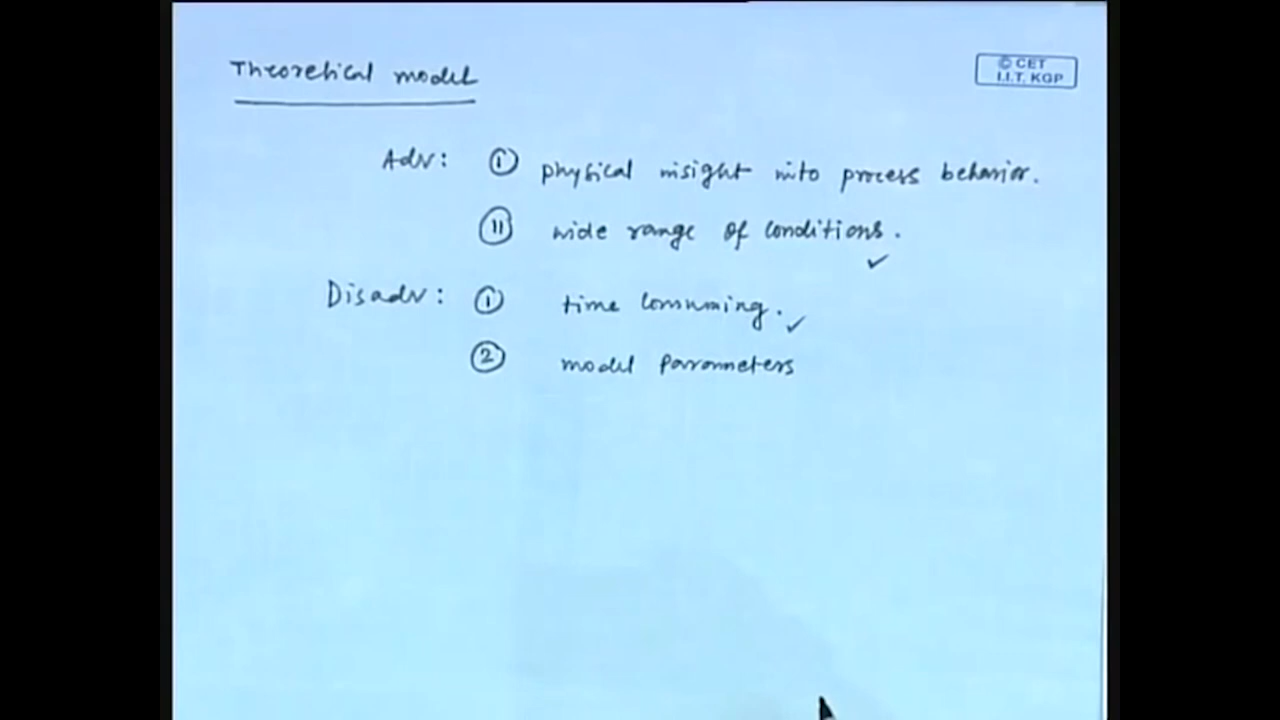 Theoretical model
© CET
I.I.T. KGP
Adv: (I) physical insight into process behavior.
(II) wide range of conditions. ✓
Disadv: (1) time consuming. ✓
(2) model parameters